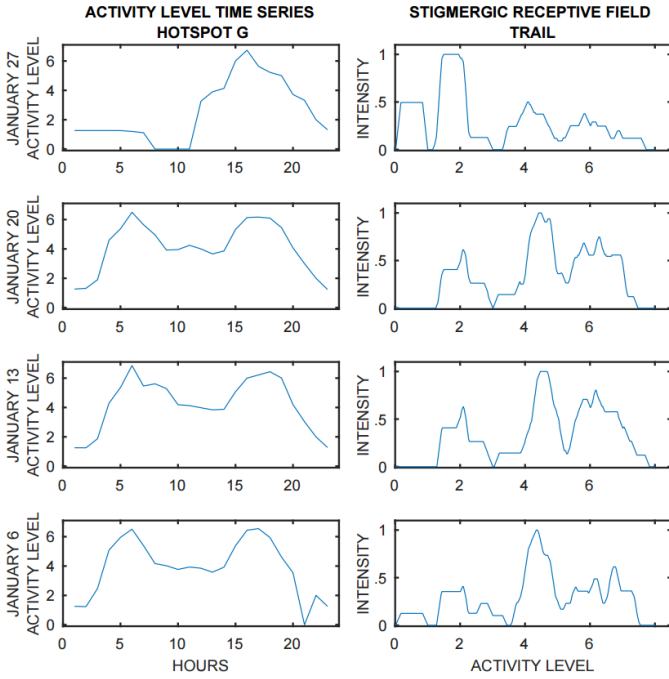 ACTIVITY LEVEL TIME SERIES
HOTSPOT G
STIGMERGIC RECEPTIVE FIELD
TRAIL
JANUARY 27
ACTIVITY LEVEL
6
4
2
0
0 5 10 15 20
INTENSITY
1
.5
0
0 2 4 6
JANUARY 20
ACTIVITY LEVEL
6
4
2
0
0 5 10 15 20
INTENSITY
1
.5
0
0 2 4 6
JANUARY 13
ACTIVITY LEVEL
6
4
2
0
0 5 10 15 20
INTENSITY
1
.5
0
0 2 4 6
JANUARY 6
ACTIVITY LEVEL
6
4
2
0
0 5 10 15 20
HOURS
INTENSITY
1
.5
0
0 2 4 6
ACTIVITY LEVEL